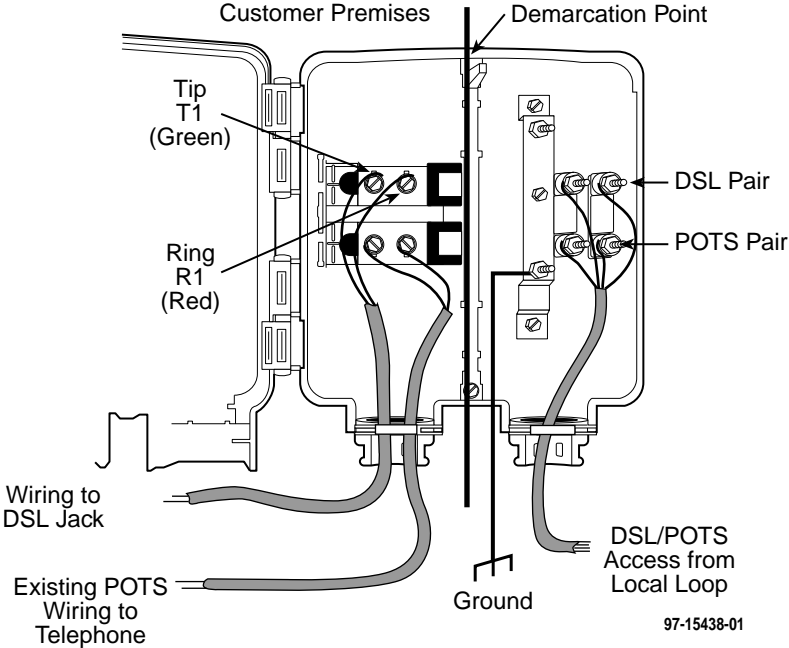 Customer Premises
Demarcation Point
Tip
T1
(Green)
DSL Pair
POTS Pair
Ring
R1
(Red)
Wiring to
DSL Jack
Existing POTS
Wiring to
Telephone
Ground
DSL/POTS
Access from
Local Loop
97-15438-01